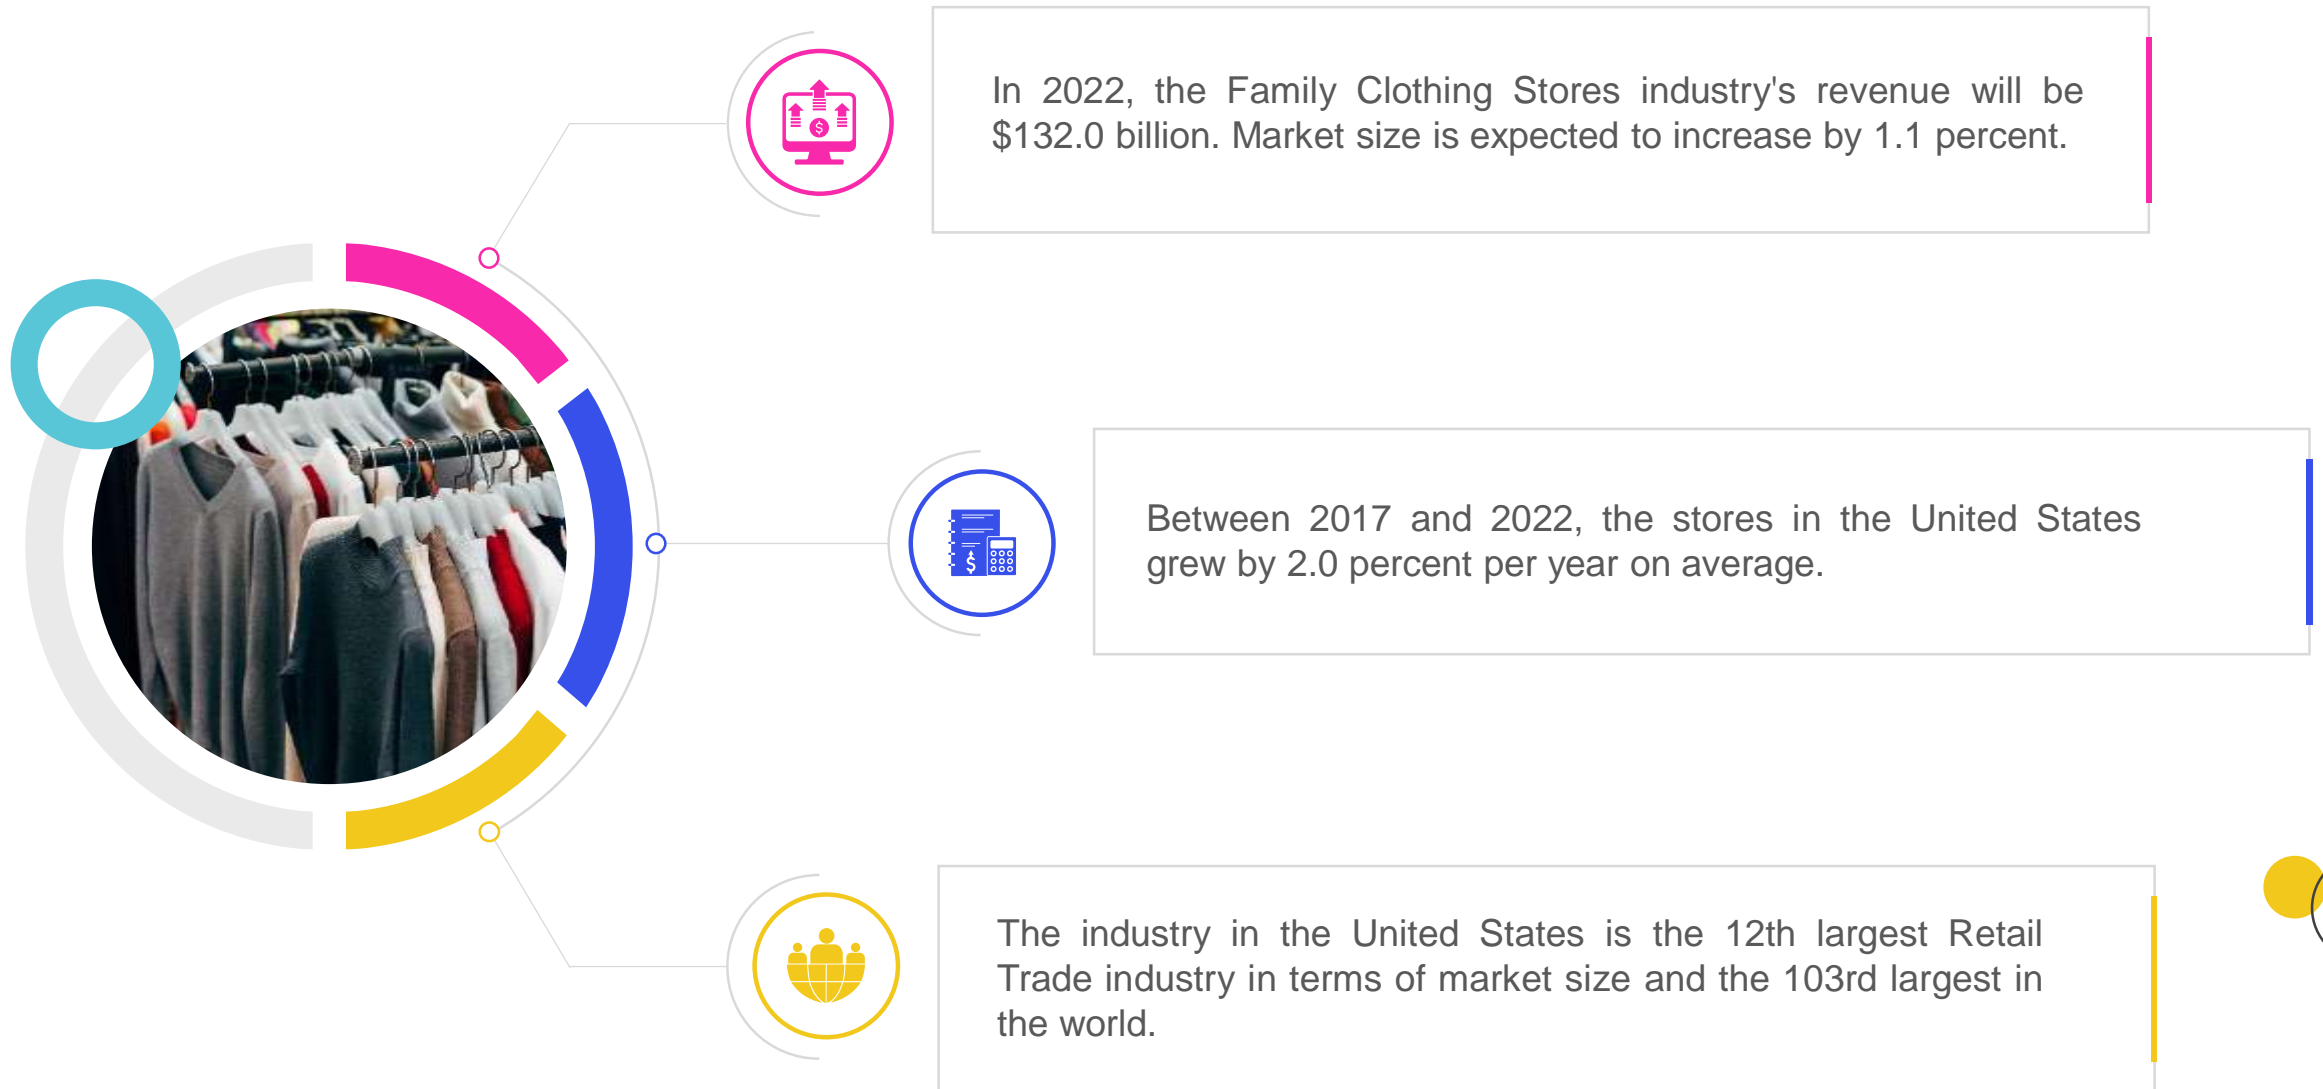 In 2022, the Family Clothing Stores industry's revenue will be
$132.0 billion. Market size is expected to increase by 1.1 percent.
Between 2017 and 2022, the stores in the United States
grew by 2.0 percent per year on average.
The industry in the United States is the 12th largest Retail
Trade industry in terms of market size and the 103rd largest in
the world.